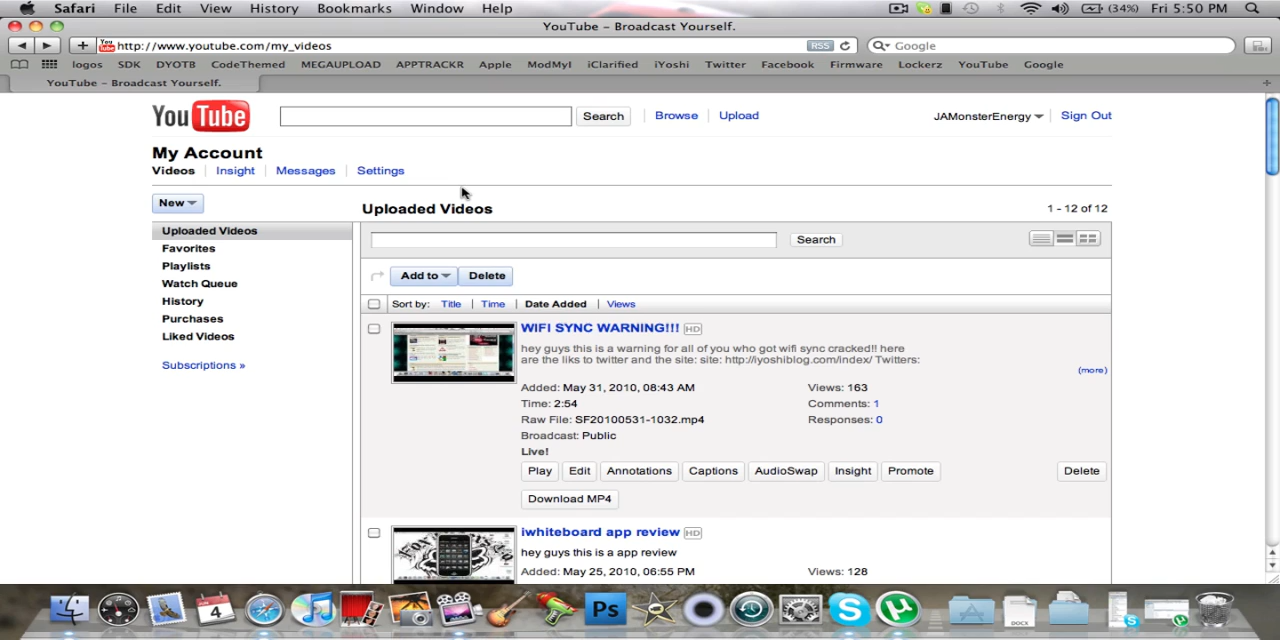 Safari File Edit View History Bookmarks Window Help (34%) Fri 5:50 PM
YouTube – Broadcast Yourself.
http://www.youtube.com/my_videos RSS Google
logos SDK DYOTB CodeThemed MEGAUPLOAD APPTRACKR Apple ModMyI iClarified iYoshi Twitter Facebook Firmware Lockerz YouTube Google
YouTube – Broadcast Yourself.
YouTube Search Browse Upload JAMonsterEnergy Sign Out
My Account
Videos Insight Messages Settings
New
Uploaded Videos
Favorites
Playlists
Watch Queue
History
Purchases
Liked Videos
Subscriptions »
Uploaded Videos 1 - 12 of 12
Search
Add to Delete
Sort by: Title Time Date Added Views
WIFI SYNC WARNING!!! HD
hey guys this is a warning for all of you who got wifi sync cracked!! here
are the liks to twitter and the site: site: http://iyoshiblog.com/index/ Twitters:
(more)
Added: May 31, 2010, 08:43 AM Views: 163
Time: 2:54 Comments: 1
Raw File: SF20100531-1032.mp4 Responses: 0
Broadcast: Public
Live!
Play Edit Annotations Captions AudioSwap Insight Promote Delete
Download MP4
iwhiteboard app review HD
hey guys this is a app review
Added: May 25, 2010, 06:55 PM Views: 128
4
Ps
DOCX